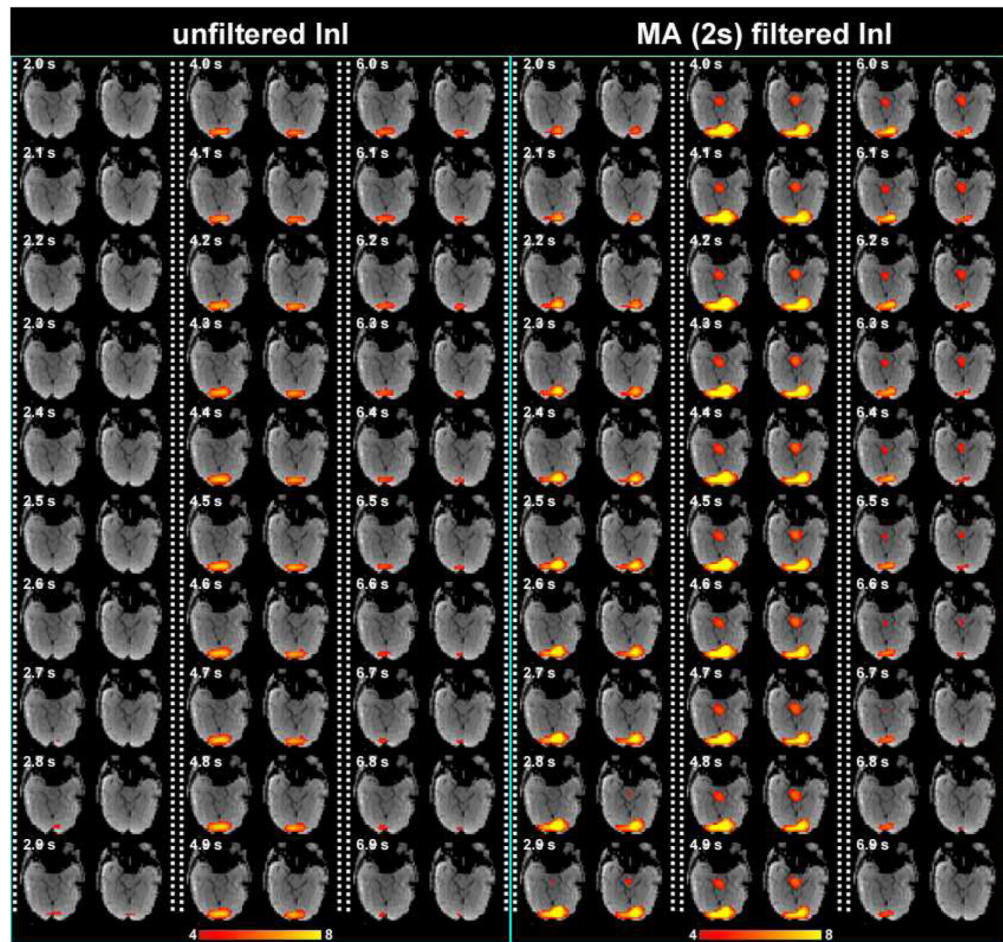 unfiltered InI MA (2s) filtered InI
2.0 s 4.0 s 6.0 s 2.0 s 4.0 s 6.0 s
2.1 s 4.1 s 6.1 s 2.1 s 4.1 s 6.1 s
2.2 s 4.2 s 6.2 s 2.2 s 4.2 s 6.2 s
2.3 s 4.3 s 6.3 s 2.3 s 4.3 s 6.3 s
2.4 s 4.4 s 6.4 s 2.4 s 4.4 s 6.4 s
2.5 s 4.5 s 6.5 s 2.5 s 4.5 s 6.5 s
2.6 s 4.6 s 6.6 s 2.6 s 4.6 s 6.6 s
2.7 s 4.7 s 6.7 s 2.7 s 4.7 s 6.7 s
2.8 s 4.8 s 6.8 s 2.8 s 4.8 s 6.8 s
2.9 s 4.9 s 6.9 s 2.9 s 4.9 s 6.9 s
4 8 4 8